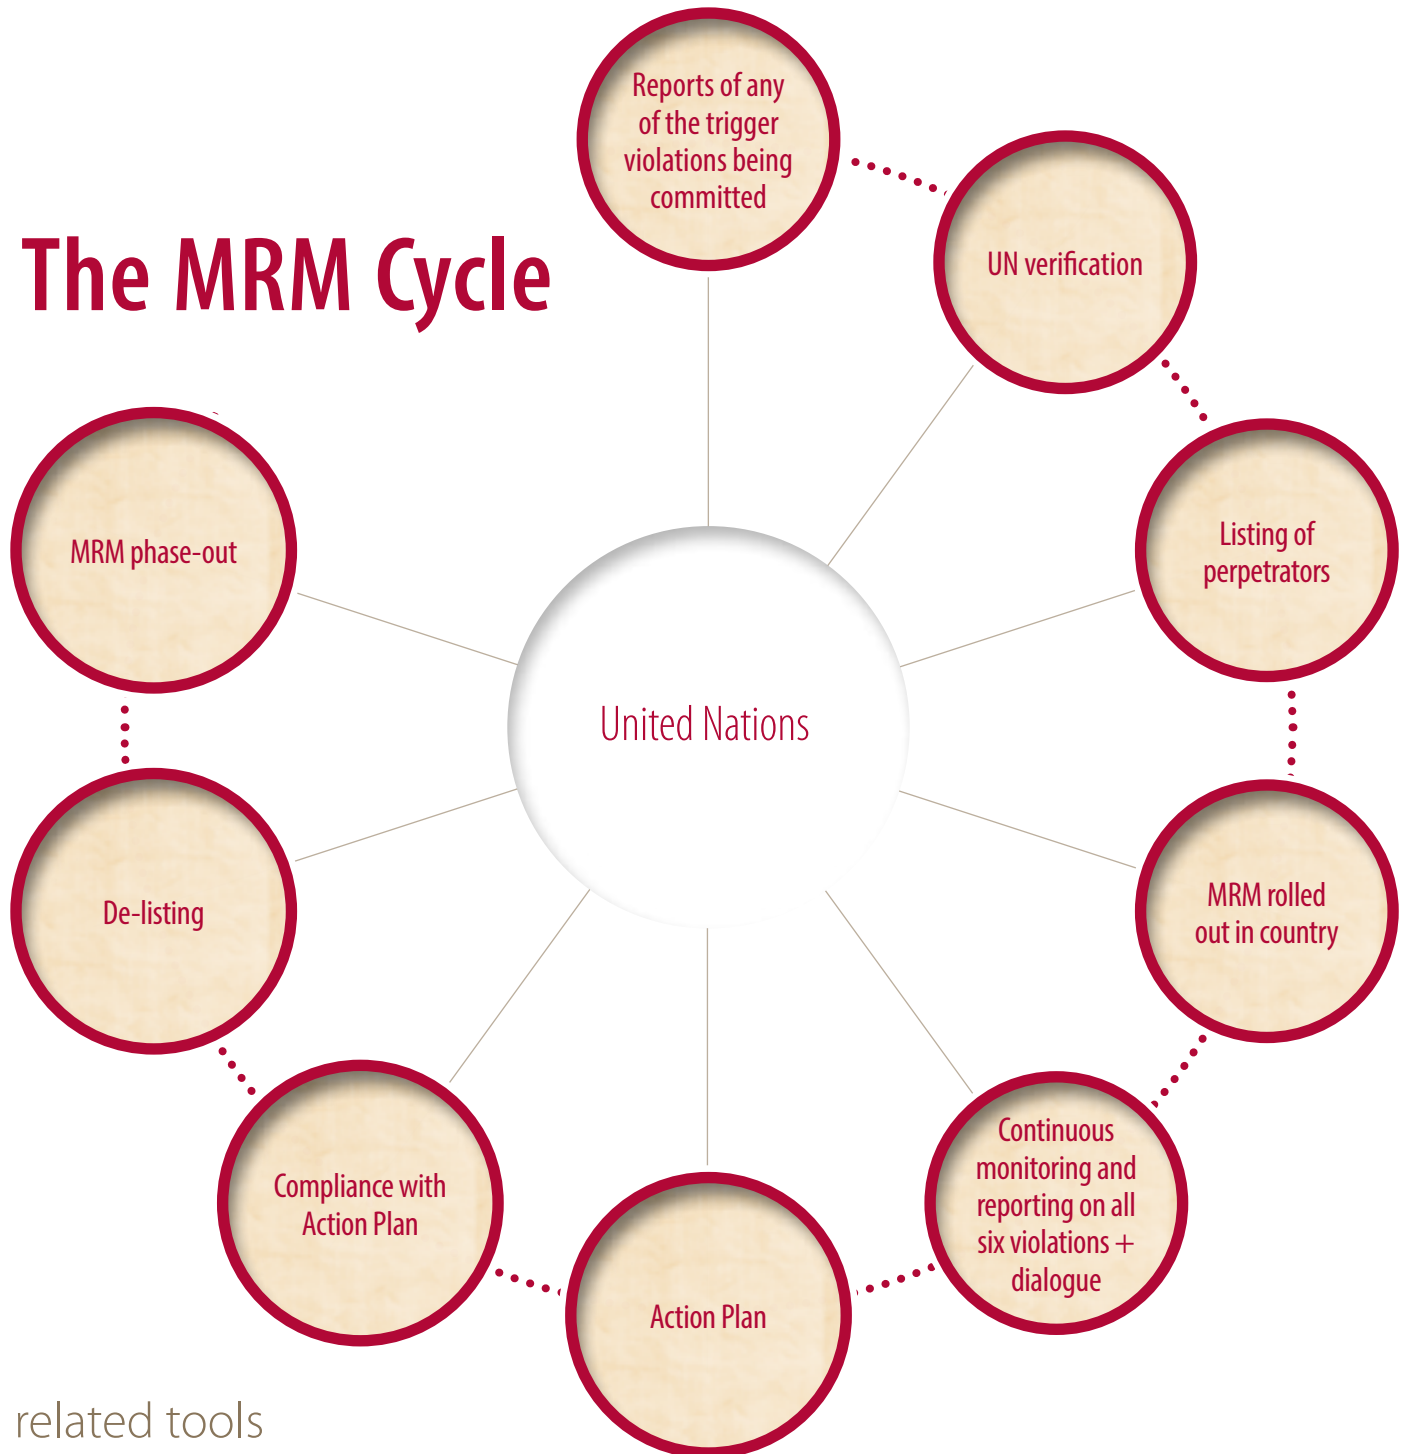 The MRM Cycle
Reports of any
of the trigger
violations being
committed
UN verification
Listing of
perpetrators
MRM rolled
out in country
Continuous
monitoring and
reporting on all
six violations +
dialogue
Action Plan
Compliance with
Action Plan
De-listing
MRM phase-out
United Nations
related tools